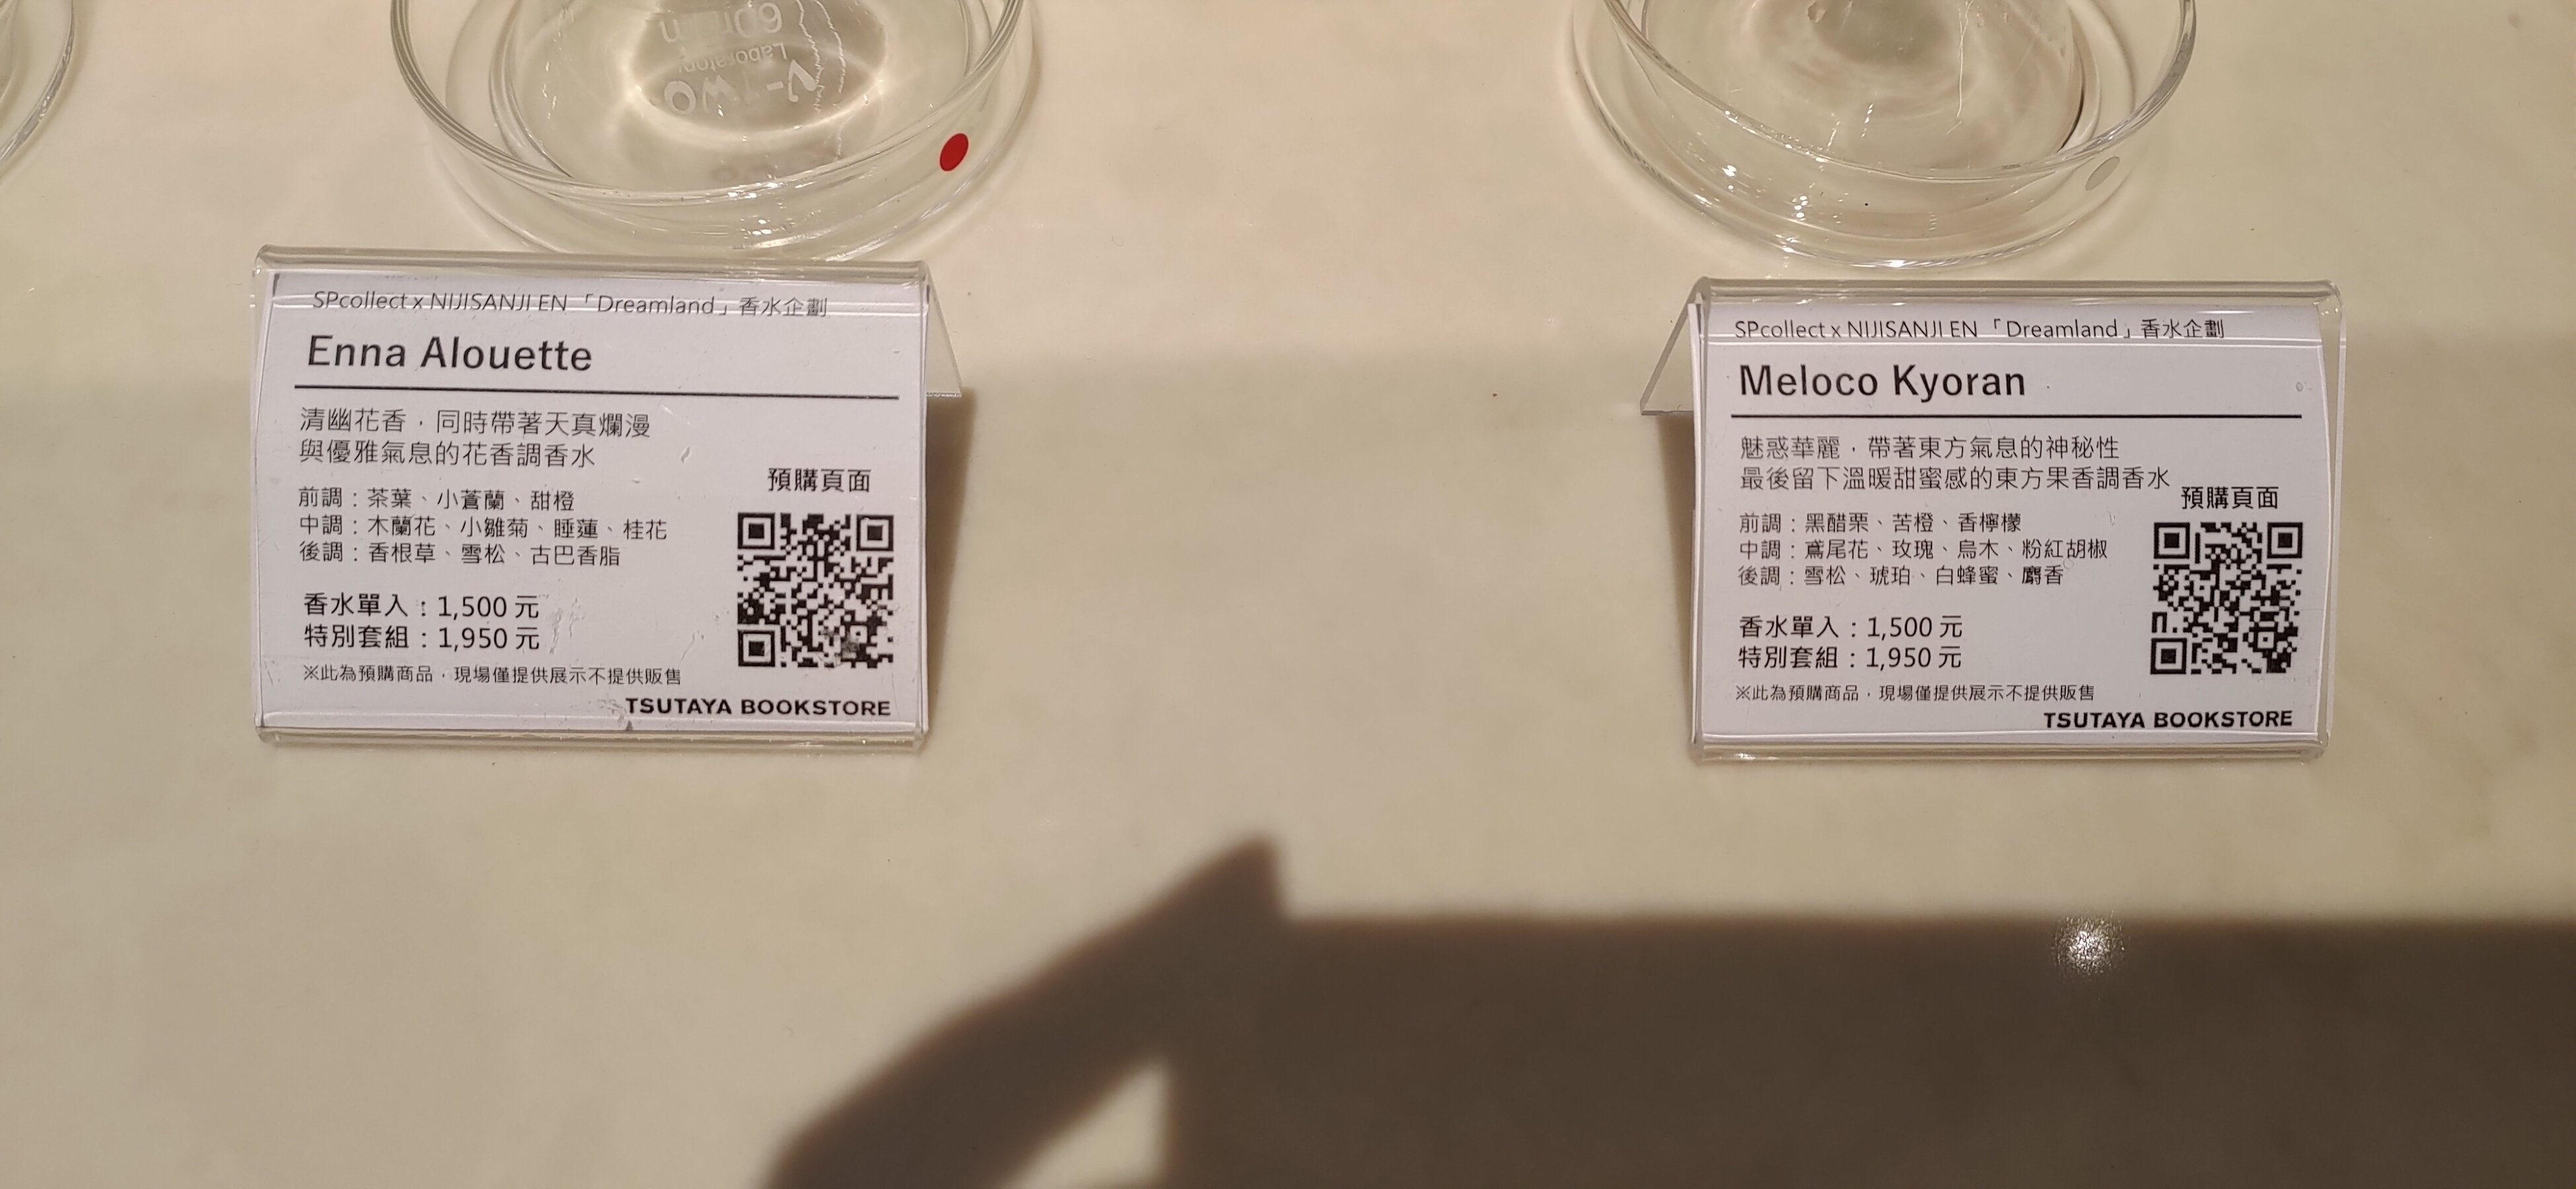 V-TWO
Laboratory
60mm
SPcollect x NIJISANJI EN「Dreamland」香水企劃
Enna Alouette
清幽花香，同時帶著天真爛漫
與優雅氣息的花香調香水
預購頁面
前調：茶葉、小蒼蘭、甜橙
中調：木蘭花、小雛菊、睡蓮、桂花
後調：香根草、雪松、古巴香脂
香水單入：1,500 元
特別套組：1,950 元
※此為預購商品，現場僅提供展示不提供販售
TSUTAYA BOOKSTORE
SPcollect x NIJISANJI EN「Dreamland」香水企劃
Meloco Kyoran
魅惑華麗，帶著東方氣息的神秘性
最後留下溫暖甜蜜感的東方果香調香水
預購頁面
前調：黑醋栗、苦橙、香檸檬
中調：鳶尾花、玫瑰、烏木、粉紅胡椒
後調：雪松、琥珀、白蜂蜜、麝香
香水單入：1,500 元
特別套組：1,950 元
※此為預購商品，現場僅提供展示不提供販售
TSUTAYA BOOKSTORE